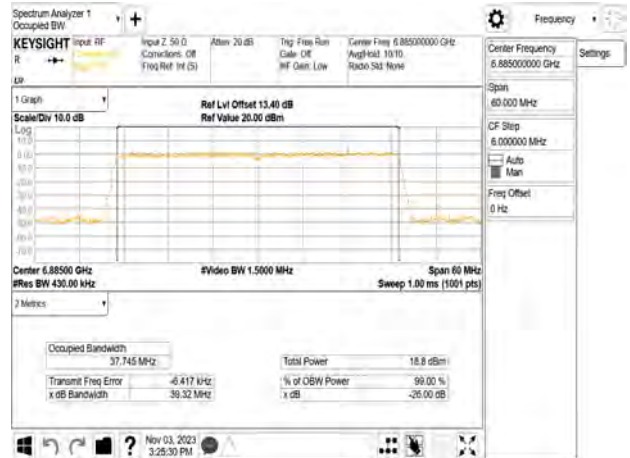 Spectrum Analyzer 1
Occupied BW
Frequency
KEYSIGHT
Input: RF
Input Z: 50 Ω
Atten: 20 dB
Trig: Free Run
Center Freq: 6.885000000 GHz
R
Corrections: Off
Gate: Off
Avg|Hold: 10/10
Freq Ref: Int (S)
#IF Gain: Low
Radio Std: None
Center Frequency
6.885000000 GHz
Settings
Span
60.000 MHz
CF Step
6.000000 MHz
Auto
Man
Freq Offset
0 Hz
1 Graph
Scale/Div 10.0 dB
Ref Lvl Offset 13.40 dB
Ref Value 20.00 dBm
Log
Center 6.88500 GHz
#Video BW 1.5000 MHz
Span 60 MHz
#Res BW 430.00 kHz
Sweep 1.00 ms (1001 pts)
2 Metrics
Occupied Bandwidth
37.745 MHz
Total Power
18.8 dBm
Transmit Freq Error
-6.417 kHz
% of OBW Power
99.00 %
x dB Bandwidth
39.32 MHz
x dB
-26.00 dB
Nov 03, 2023
3:25:30 PM